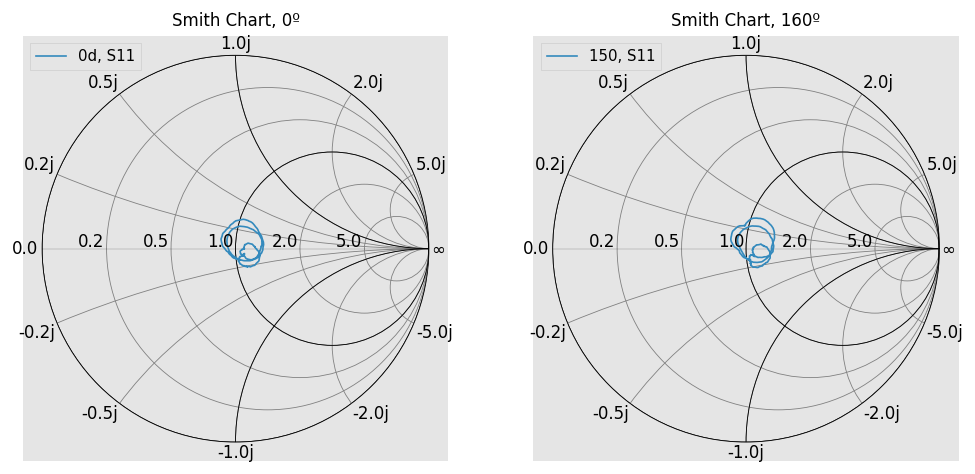 Smith Chart, 0º
0d, S11
1.0j
0.5j
2.0j
0.2j
5.0j
0.0
0.2
0.5
1.0
2.0
5.0
∞
-0.2j
-5.0j
-0.5j
-2.0j
-1.0j
Smith Chart, 160º
150, S11
1.0j
0.5j
2.0j
0.2j
5.0j
0.0
0.2
0.5
1.0
2.0
5.0
∞
-0.2j
-5.0j
-0.5j
-2.0j
-1.0j